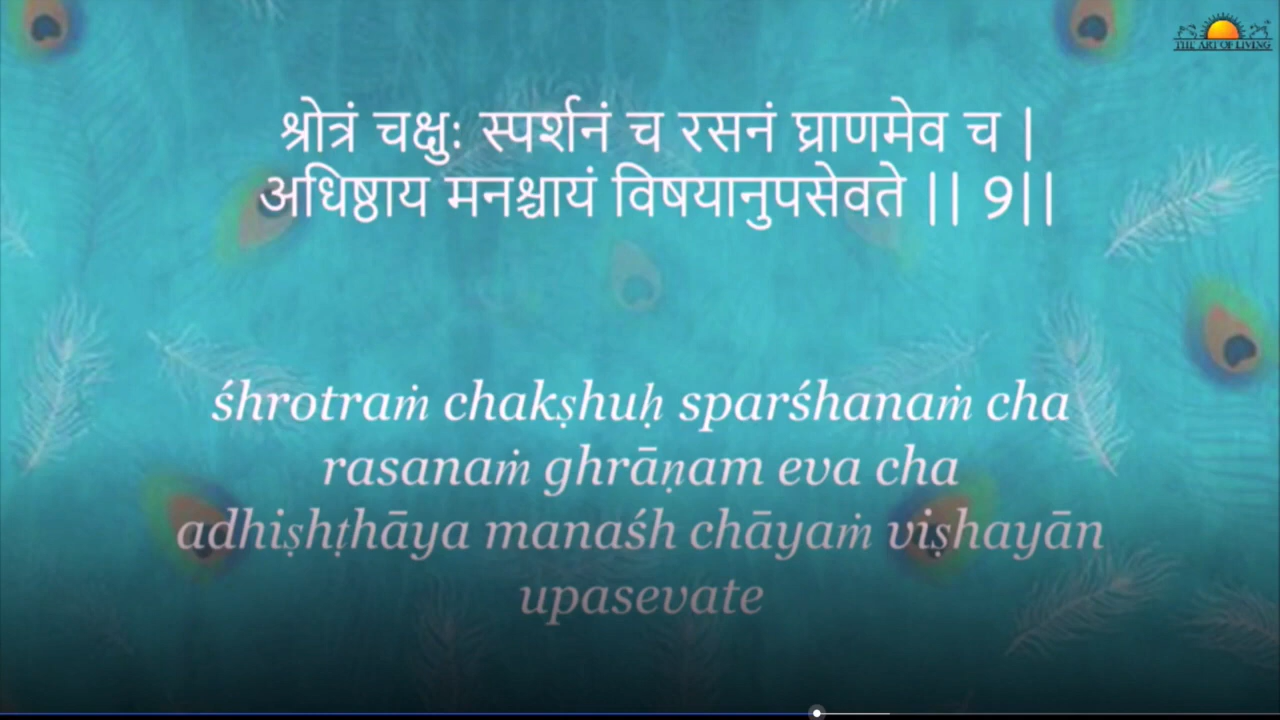 THE ART OF LIVING
श्रोत्रं चक्षुः स्पर्शनं च रसनं घ्राणमेव च |
अधिष्ठाय मनश्चायं विषयानुपसेवते || 9||
śhrotraṁ chakṣhuḥ sparśhanaṁ cha
rasanaṁ ghrāṇam eva cha
adhiṣhṭhāya manaśh chāyaṁ viṣhayān
upasevate